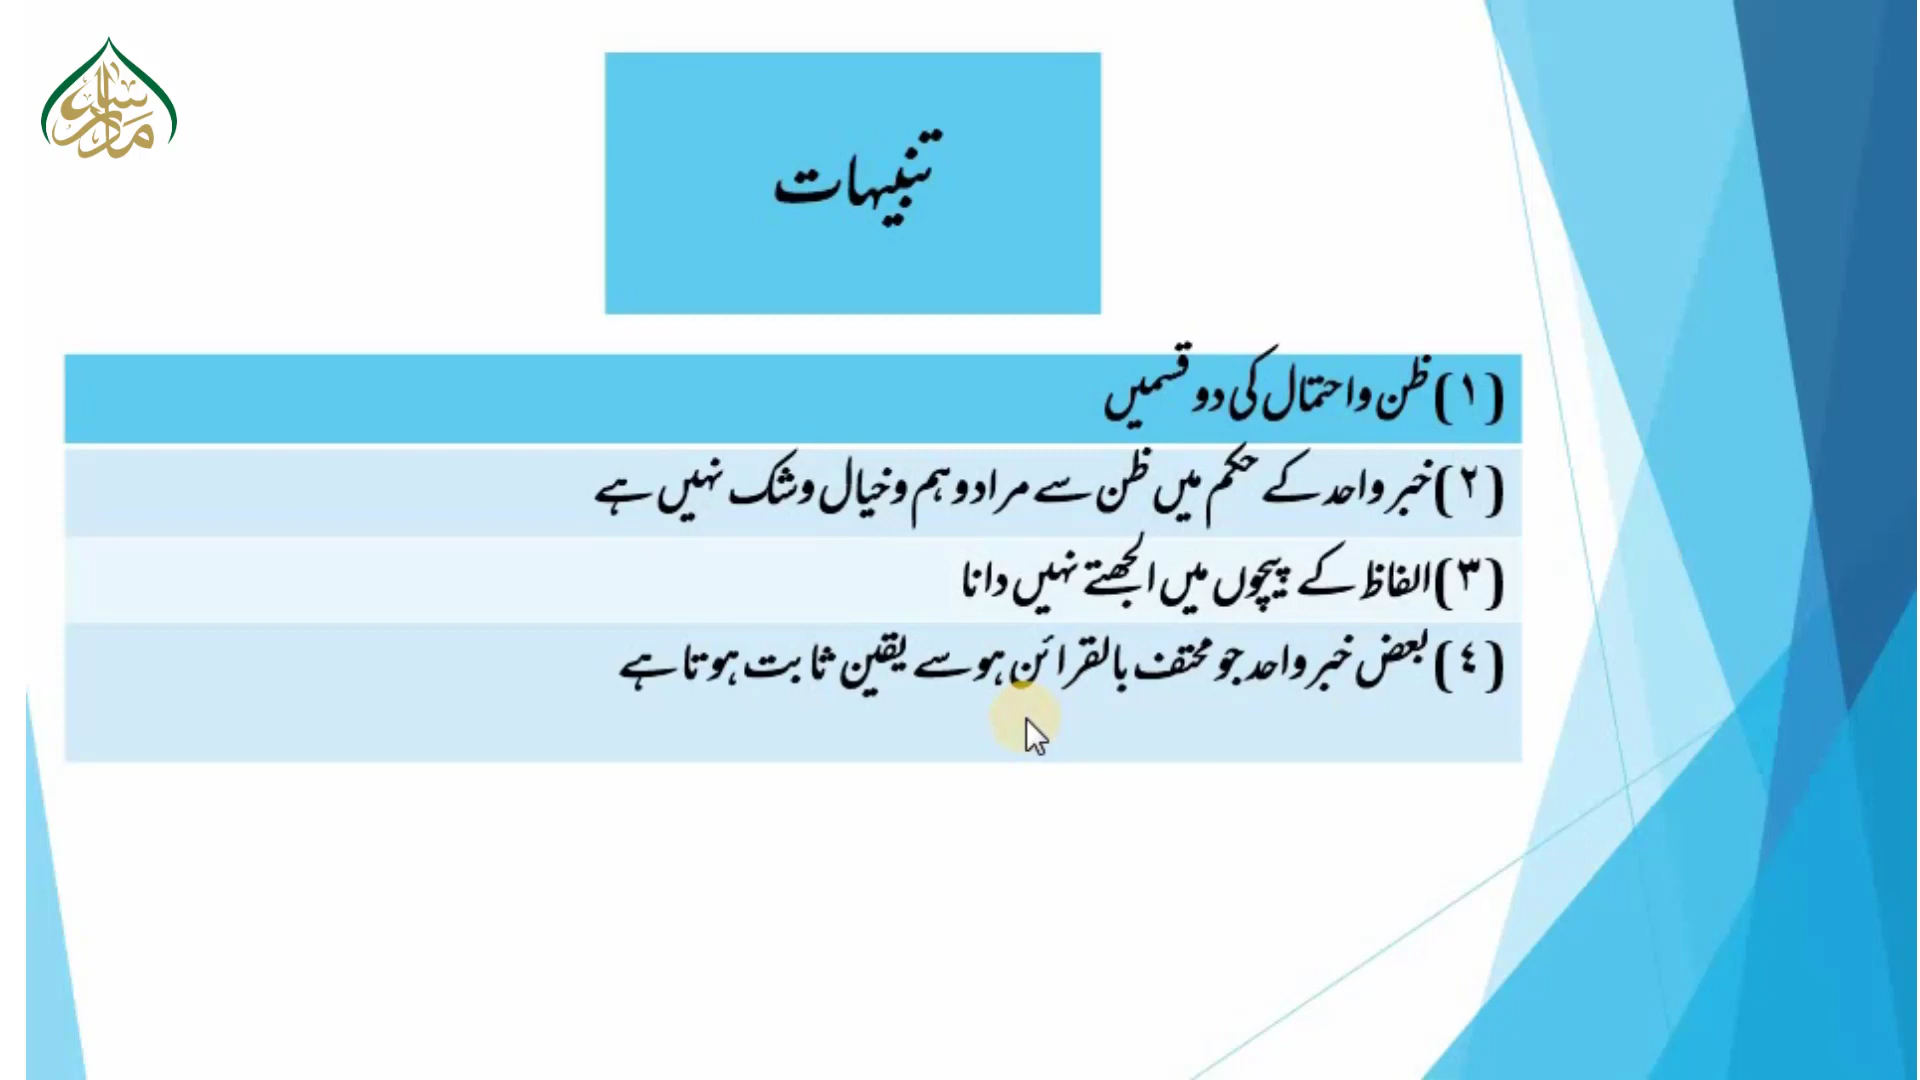 تنبیہات
(١) ظن واحتمال کی دو قسمیں
(٢) خبر واحد کے حکم میں ظن سے مراد وہم وخیال وشک نہیں ہے
(٣) الفاظ کے پیچوں میں الجھتے نہیں دانا
(٤) بعض خبر واحد جو محتف بالقرائن ہو سے یقین ثابت ہوتا ہے